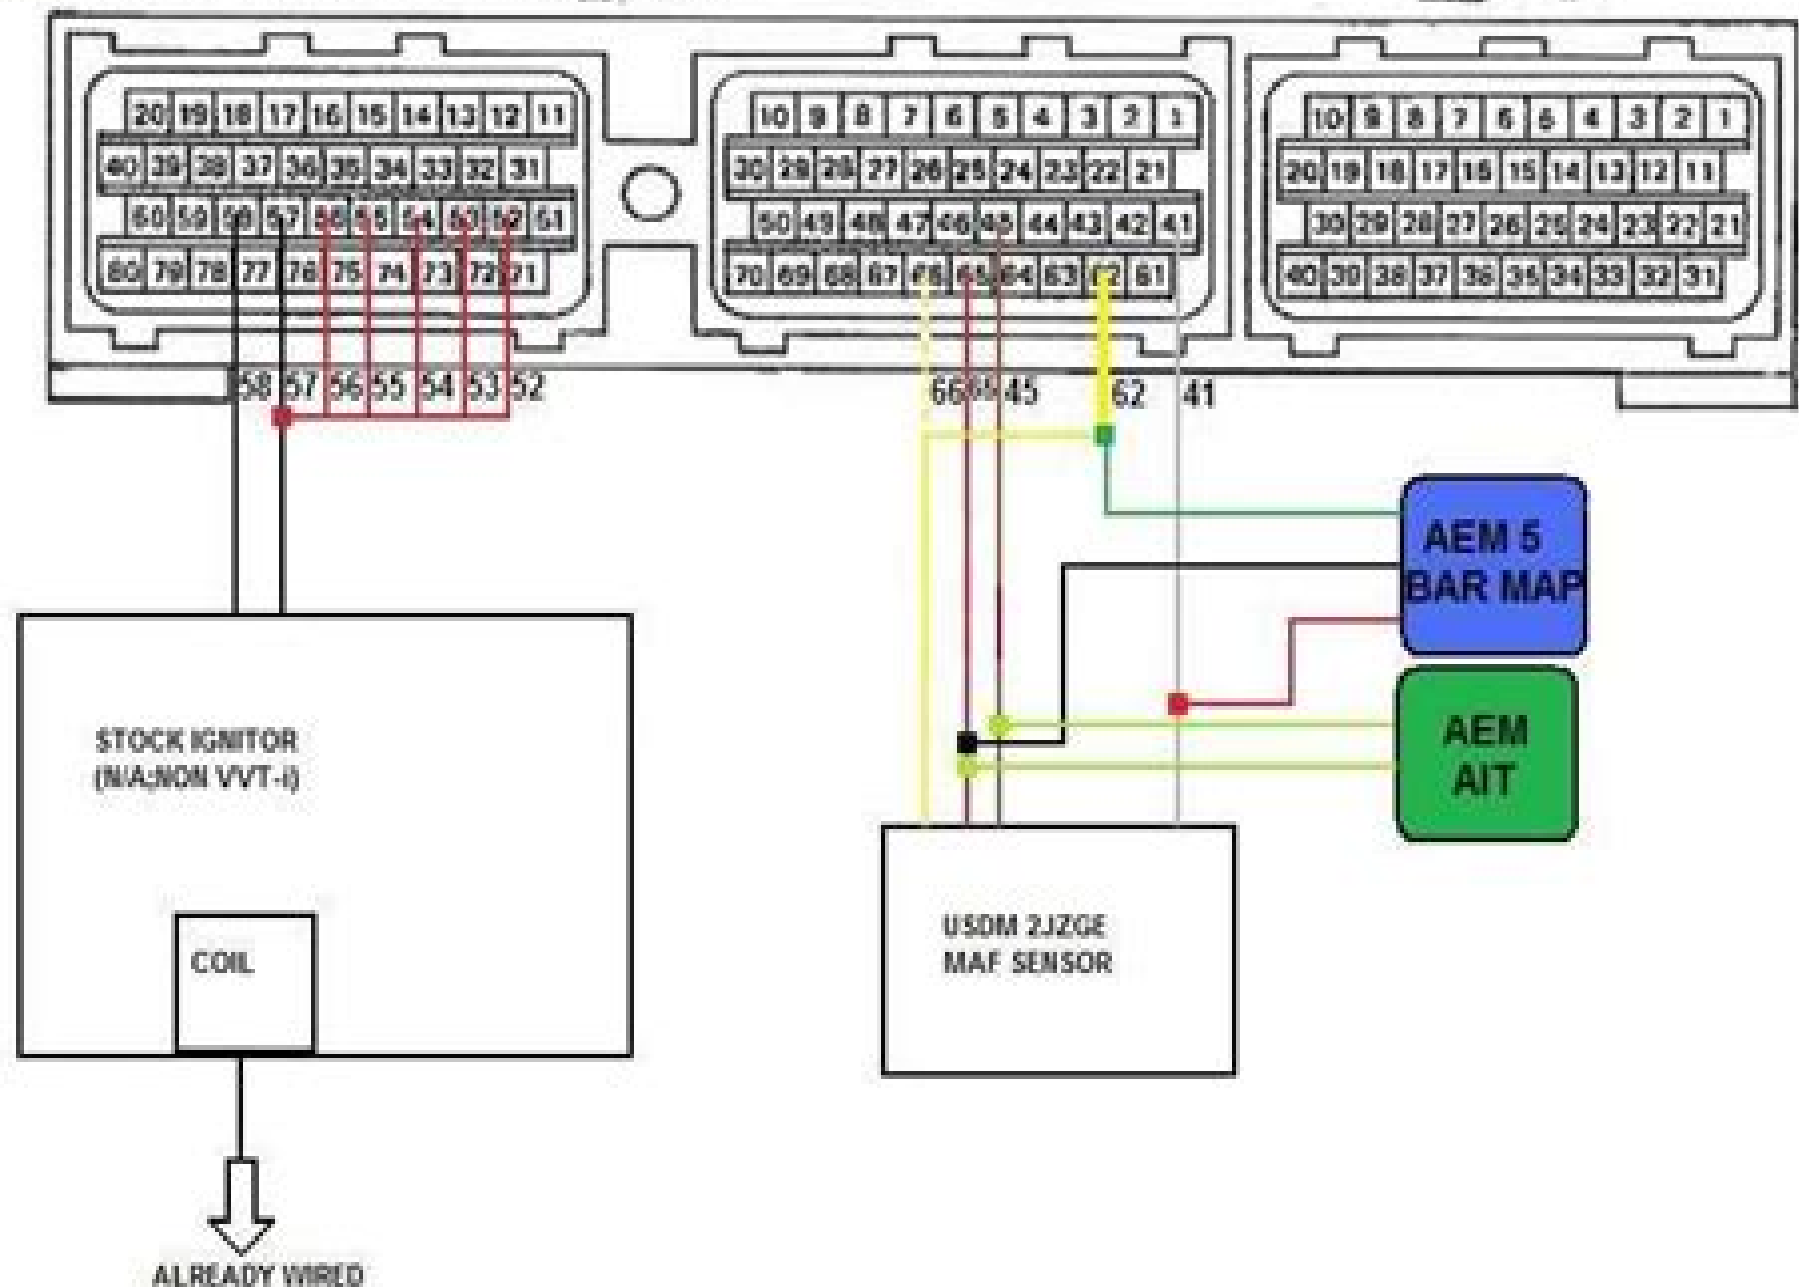 20 19 18 17 16 15 14 13 12 11
40 39 38 37 36 35 34 33 32 31
60 59 58 57 56 55 54 53 52 51
80 79 78 77 76 75 74 73 72 71
10 9 8 7 6 5 4 3 2 1
30 29 28 27 26 25 24 23 22 21
50 49 48 47 46 45 44 43 42 41
70 69 68 67 66 65 64 63 62 61
10 9 8 7 6 5 4 3 2 1
20 19 18 17 16 15 14 13 12 11
30 29 28 27 26 25 24 23 22 21
40 39 38 37 36 35 34 33 32 31
58 57 56 55 54 53 52
66 65 45 62 41
AEM 5
BAR MAP
AEM
AIT
STOCK IGNITOR
(N/A;NON VVT-i)
COIL
USDM 2JZGE
MAF SENSOR
ALREADY WIRED